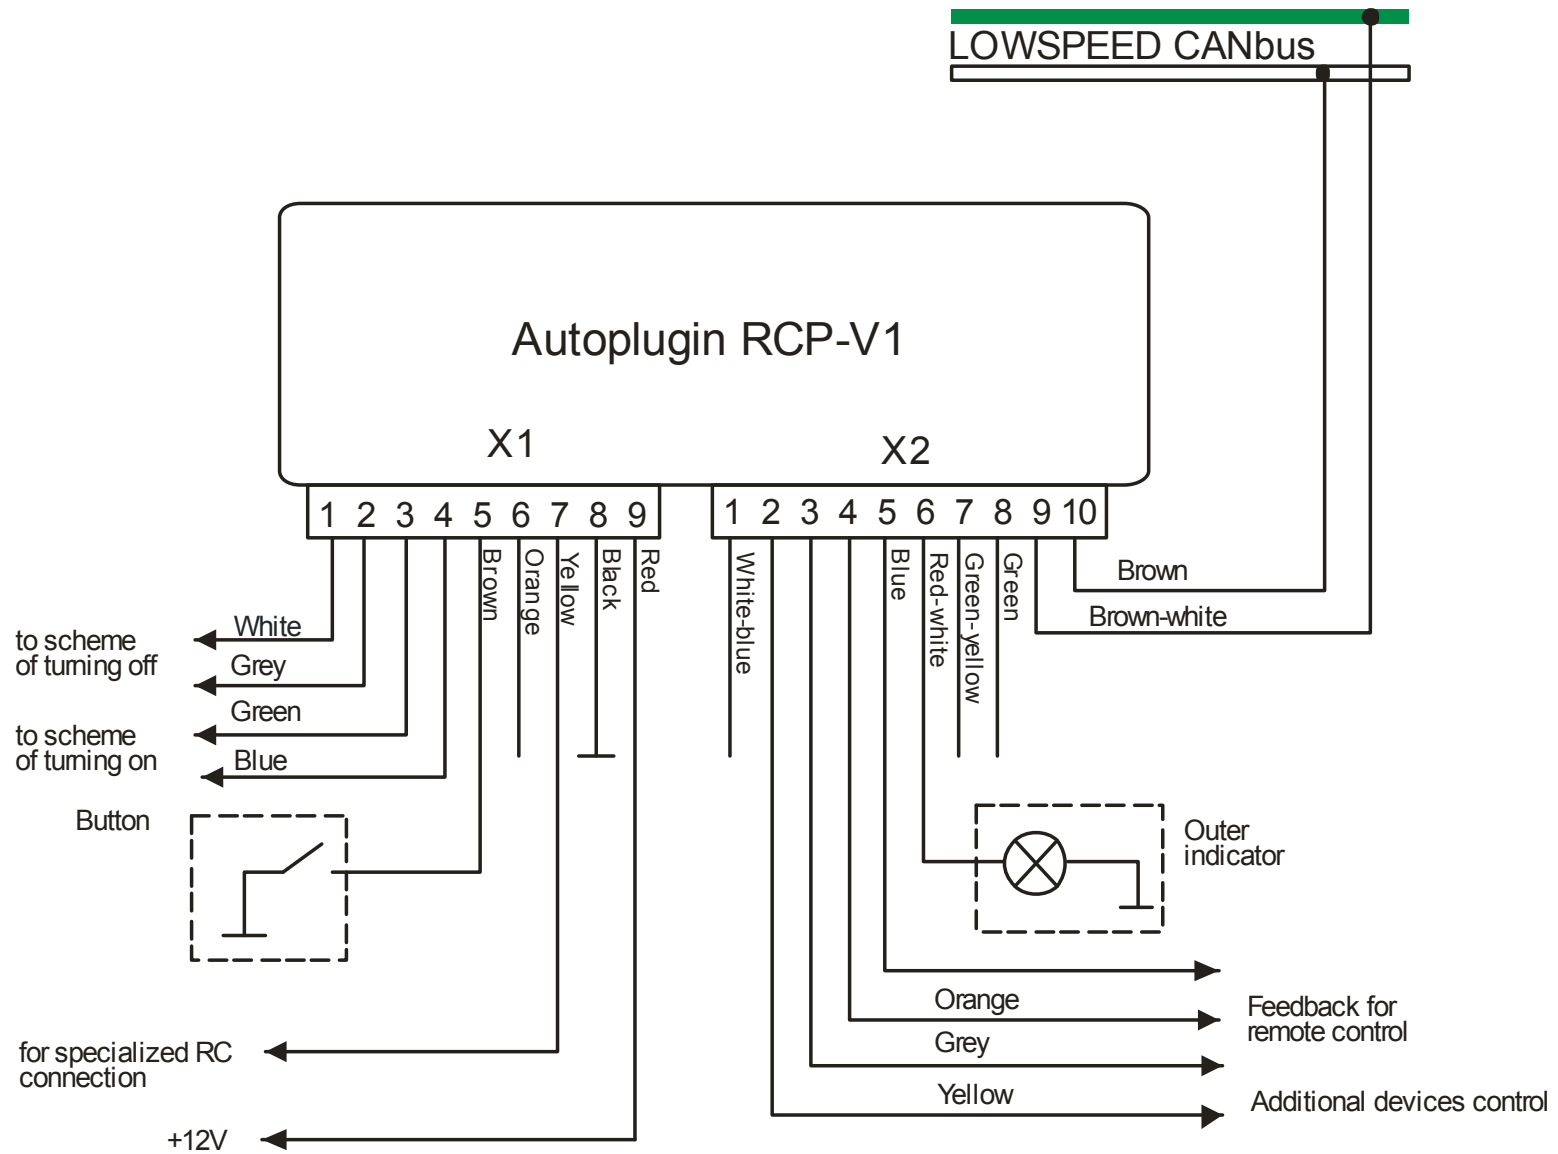 LOWSPEED CANbus
Autoplugin RCP-V1
X1
X2
1 2 3 4 5 6 7 8 9
1 2 3 4 5 6 7 8 9 10
Brown
Orange
Yellow
Black
Red
White-blue
Blue
Red-white
Green-yellow
Green
Brown
Brown-white
White
to scheme
of turning off
Grey
Green
to scheme
of turning on
Blue
Button
Outer
indicator
Orange
Feedback for
remote control
Grey
for specialized RC
connection
Yellow
Additional devices control
+12V